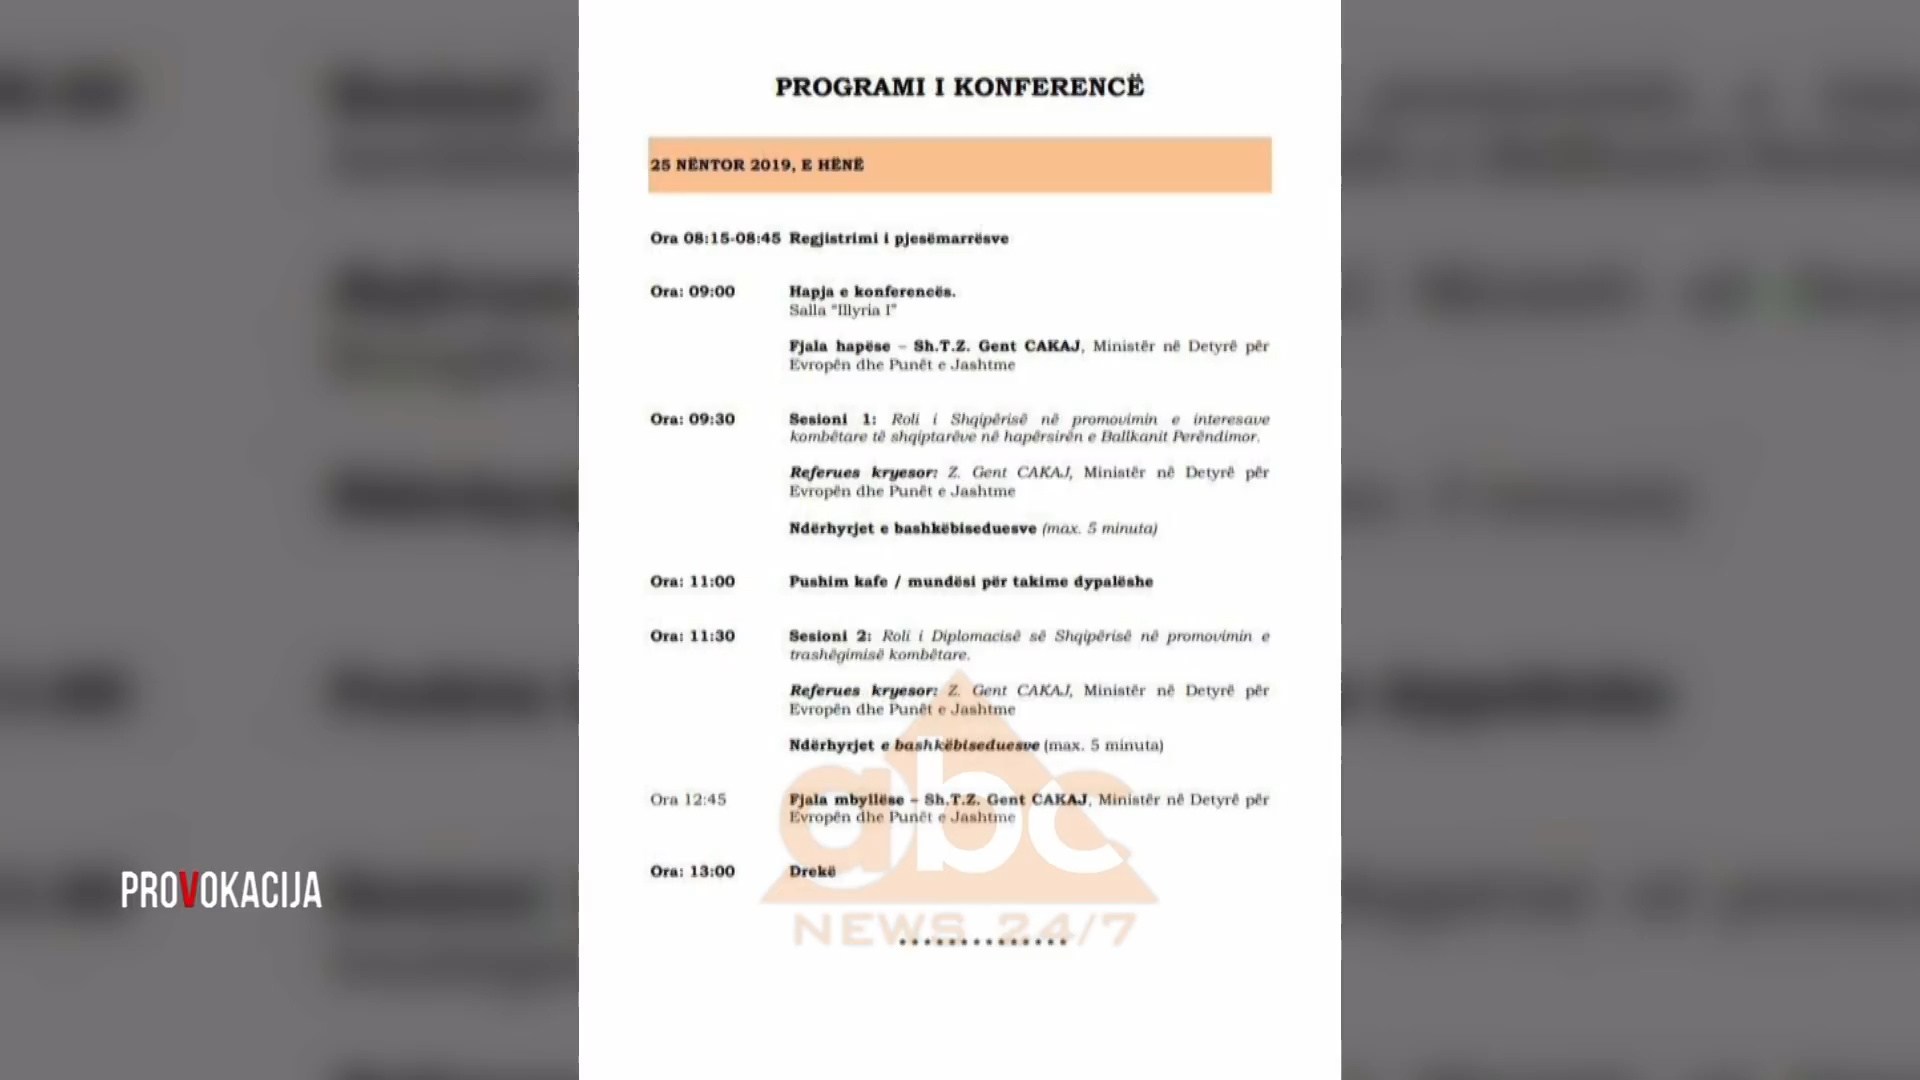 PROGRAMI I KONFERENCË
25 NËNTOR 2019, E HËNË
Ora 08:15-08:45 Regjistrimi i pjesëmarrësve
Ora: 09:00 Hapja e konferencës.
Salla "Illyria I"
Fjala hapëse – Sh.T.Z. Gent CAKAJ, Ministër në Detyrë për
Evropën dhe Punët e Jashtme
Ora: 09:30 Sesioni 1: Roli i Shqipërisë në promovimin e interesave
kombëtare të shqiptarëve në hapërsirën e Ballkanit Perëndimor.
Referues kryesor: Z. Gent CAKAJ, Ministër në Detyrë për
Evropën dhe Punët e Jashtme
Ndërhyrjet e bashkëbiseduesve (max. 5 minuta)
Ora: 11:00 Pushim kafe / mundësi për takime dypalëshe
Ora: 11:30 Sesioni 2: Roli i Diplomacisë së Shqipërisë në promovimin e
trashëgimisë kombëtare.
Referues kryesor: Z. Gent CAKAJ, Ministër në Detyrë për
Evropën dhe Punët e Jashtme
Ndërhyrjet e bashkëbiseduesve (max. 5 minuta)
Ora 12:45 Fjala mbyllëse – Sh.T.Z. Gent CAKAJ, Ministër në Detyrë për
Evropën dhe Punët e Jashtme
Ora: 13:00 Drekë
abc
NEWS 24/7
PROVOKACIJA